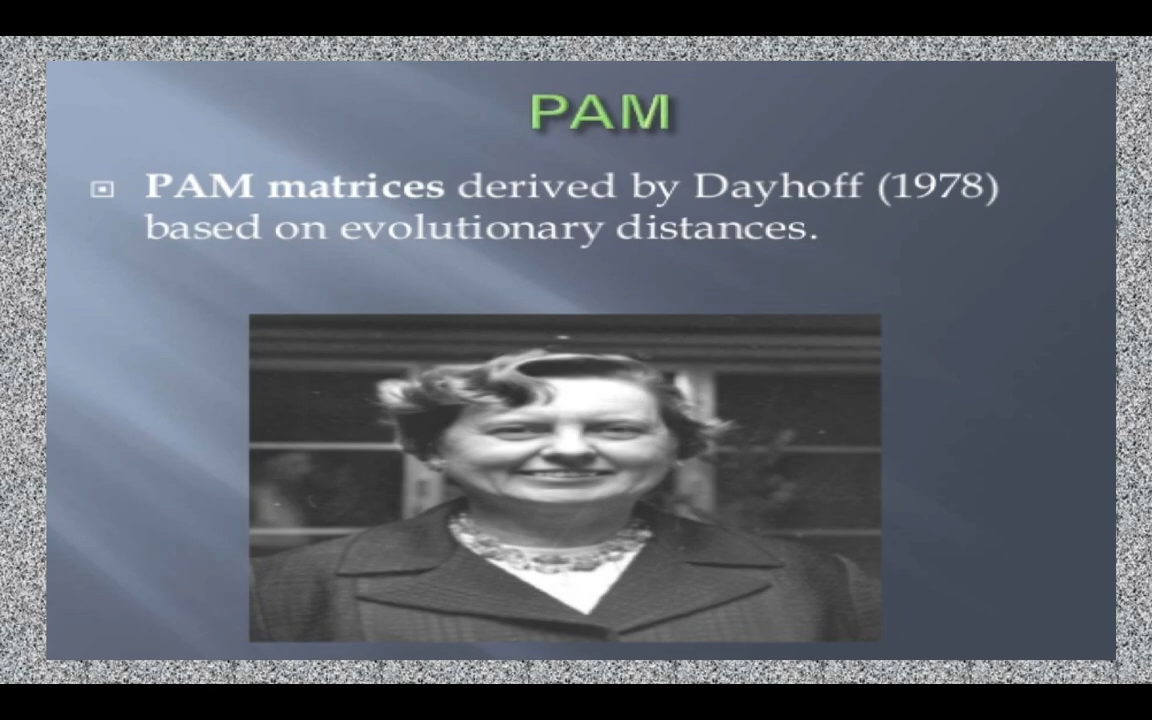 PAM
PAM matrices derived by Dayhoff (1978)
based on evolutionary distances.